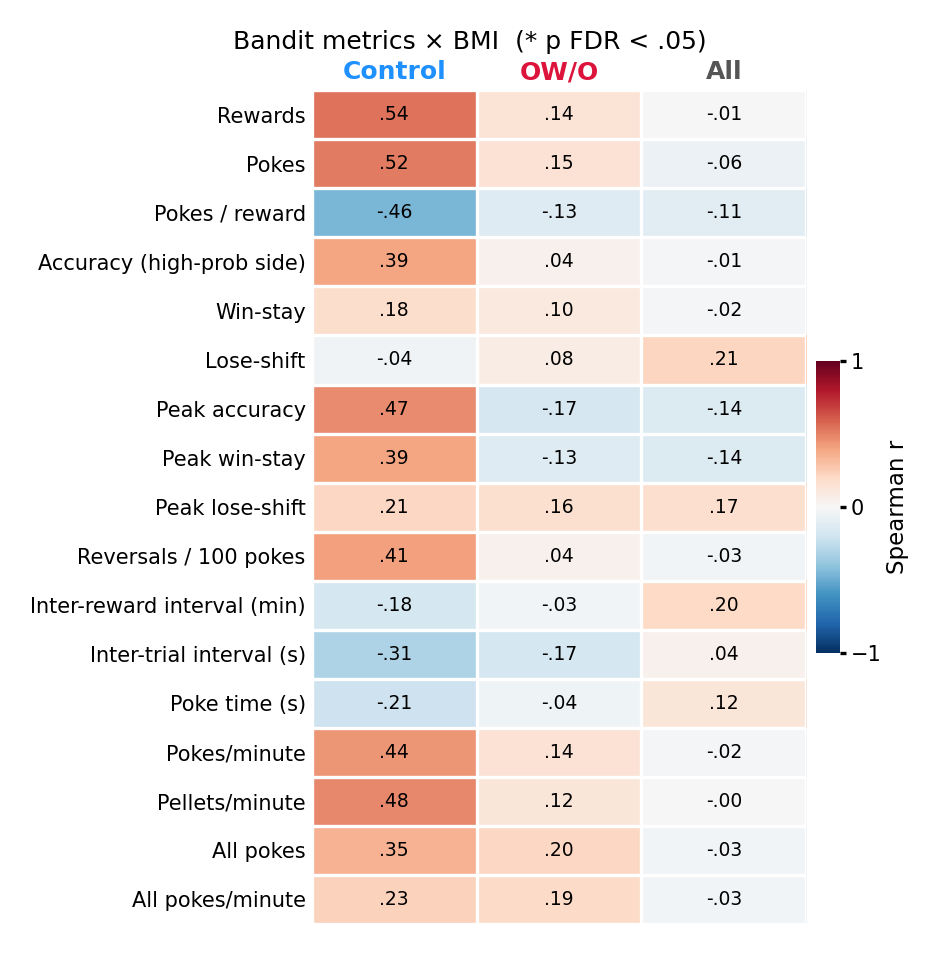 Bandit metrics × BMI  (* p FDR < .05)
Control OW/O All
Rewards .54 .14 -.01
Pokes .52 .15 -.06
Pokes / reward -.46 -.13 -.11
Accuracy (high-prob side) .39 .04 -.01
Win-stay .18 .10 -.02
Lose-shift -.04 .08 .21
Peak accuracy .47 -.17 -.14
Peak win-stay .39 -.13 -.14
Peak lose-shift .21 .16 .17
Reversals / 100 pokes .41 .04 -.03
Inter-reward interval (min) -.18 -.03 .20
Inter-trial interval (s) -.31 -.17 .04
Poke time (s) -.21 -.04 .12
Pokes/minute .44 .14 -.02
Pellets/minute .48 .12 -.00
All pokes .35 .20 -.03
All pokes/minute .23 .19 -.03
1
0
−1
Spearman r